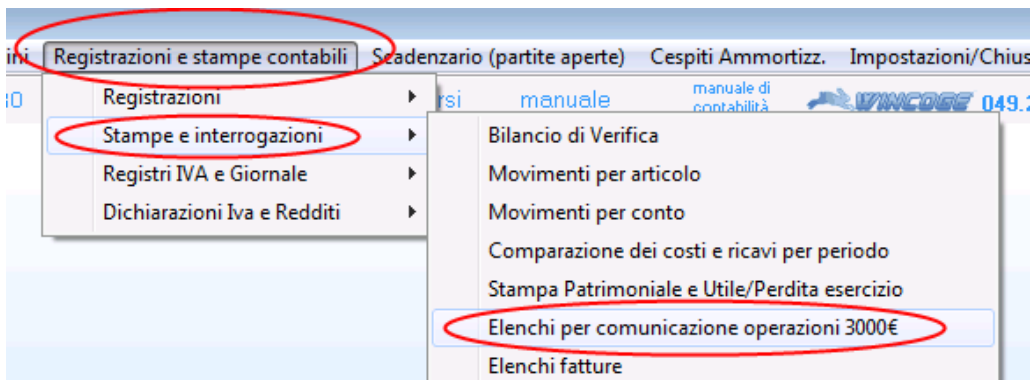 ini Registrazioni e stampe contabili Scadenzario (partite aperte) Cespiti Ammortizz. Impostazioni/Chius
Registrazioni rsi manuale manuale di contabilità WINCOGE 049.2
Stampe e interrogazioni
Bilancio di Verifica
Registri IVA e Giornale
Movimenti per articolo
Dichiarazioni Iva e Redditi
Movimenti per conto
Comparazione dei costi e ricavi per periodo
Stampa Patrimoniale e Utile/Perdita esercizio
Elenchi per comunicazione operazioni 3000€
Elenchi fatture